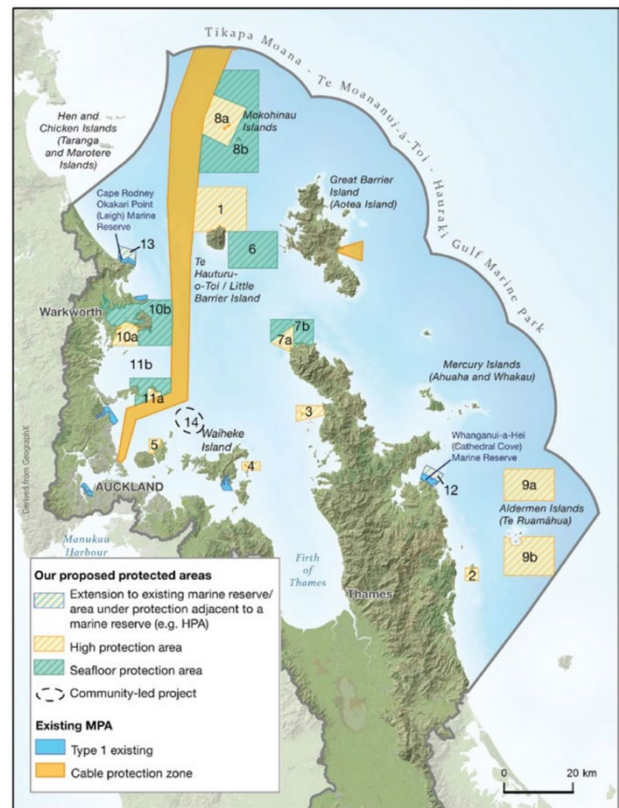 Tikapa Moana - Te Moananui-ā-Toi - Hauraki Gulf Marine Park
Hen and
Chicken Islands
(Taranga
and Marotere
Islands)
8a
Mokohinau
Islands
8b
Great Barrier
Island
(Aotea Island)
Cape Rodney
Okakari Point
(Leigh) Marine
Reserve
13
1
6
Te
Hauturu-
o-Toi / Little
Barrier Island
Warkworth
10b
10a
7b
7a
11b
Mercury Islands
(Ahuaha and Whakau)
11a
3
14
Waiheke
Island
Whanganui-a-Hei
(Cathedral Cove)
Marine Reserve
5
4
12
9a
AUCKLAND
Aldermen Islands
(Te Ruamāhua)
Derived from GeographX
Manukau
Harbour
9b
Firth
of
Thames
2
Thames
Our proposed protected areas
Extension to existing marine reserve/
area under protection adjacent to a
marine reserve (e.g. HPA)
High protection area
Seafloor protection area
Community-led project
Existing MPA
Type 1 existing
Cable protection zone
0 20 km